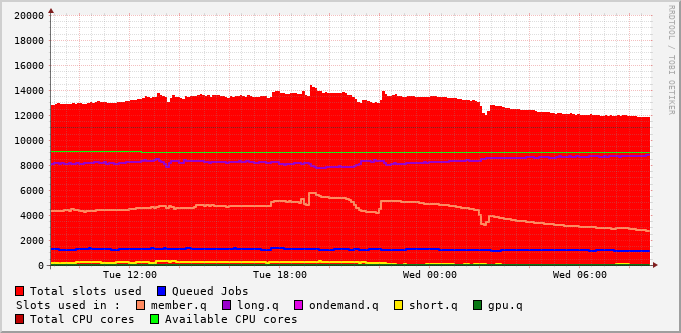 RRDTOOL / TOBI OETIKER
20000
18000
16000
14000
12000
10000
8000
6000
4000
2000
0
Tue 12:00 Tue 18:00 Wed 00:00 Wed 06:00
Total slots used Queued Jobs
Slots used in : member.q long.q ondemand.q short.q gpu.q
Total CPU cores Available CPU cores